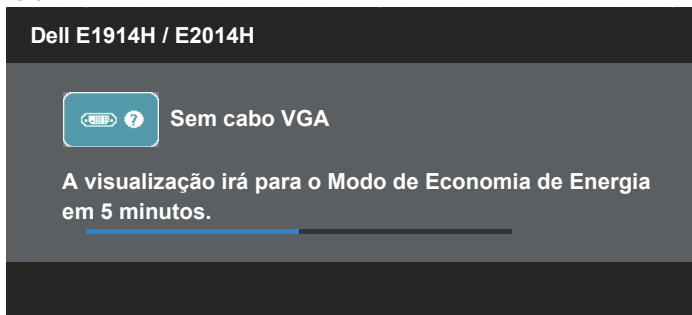 Dell E1914H / E2014H
? Sem cabo VGA
A visualização irá para o Modo de Economia de Energia
em 5 minutos.